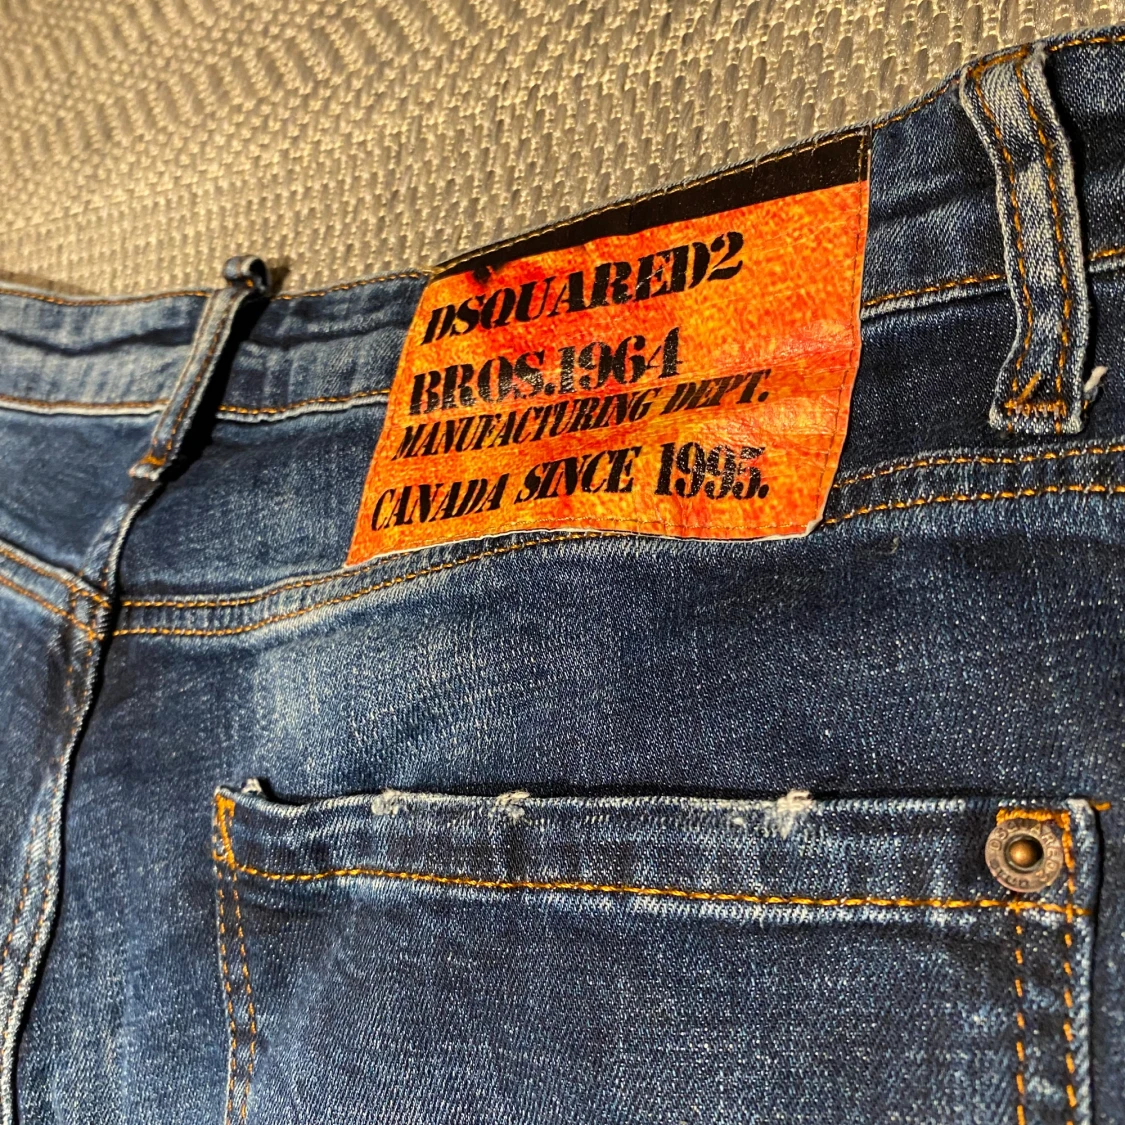 DSQUARED2
BROS.1964
MANUFACTURING DEPT.
CANADA SINCE 1995.